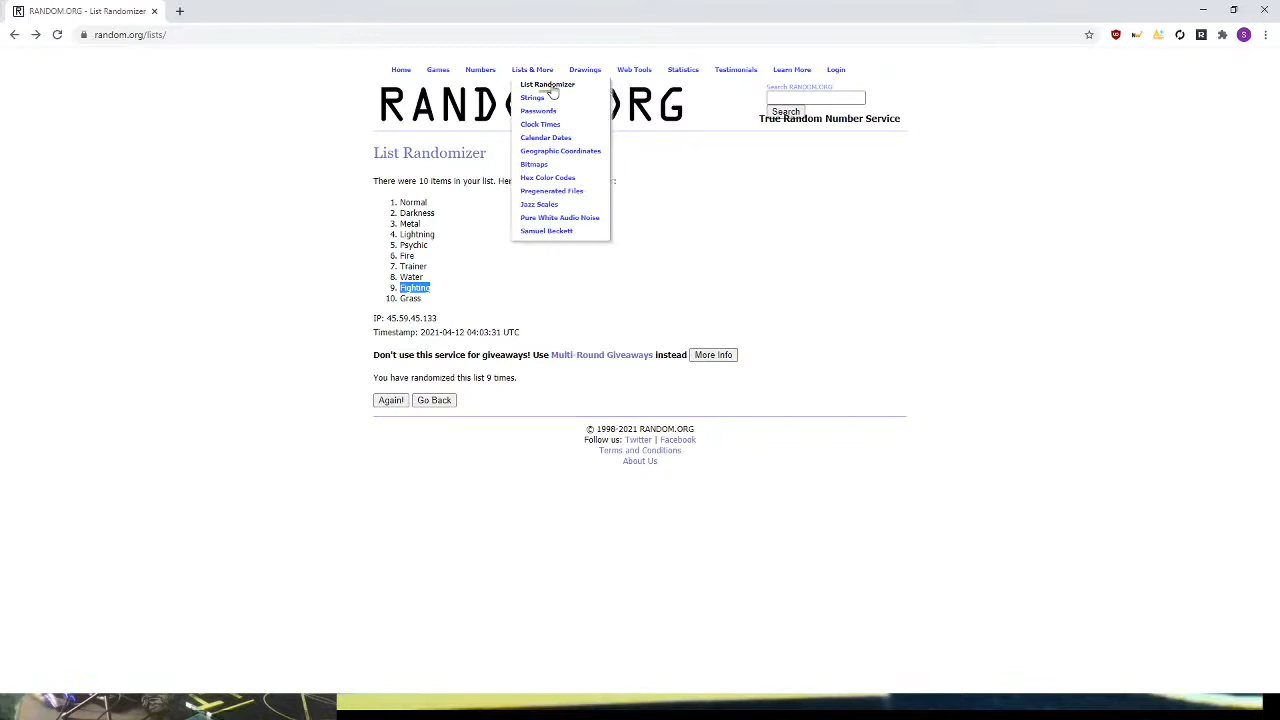 RANDOM.ORG - List Randomizer
random.org/lists/
Home Games Numbers Lists & More Drawings Web Tools Statistics Testimonials Learn More Login
List Randomizer
Strings
Passwords
Clock Times
Calendar Dates
Geographic Coordinates
Bitmaps
Hex Color Codes
Pregenerated Files
Jazz Scales
Pure White Audio Noise
Samuel Beckett
RAND RG
Search RANDOM.ORG
Search
True Random Number Service
List Randomizer
There were 10 items in your list. Her r:
1. Normal
2. Darkness
3. Metal
4. Lightning
5. Psychic
6. Fire
7. Trainer
8. Water
9. Fighting
10. Grass
IP: 45.59.45.133
Timestamp: 2021-04-12 04:03:31 UTC
Don't use this service for giveaways! Use Multi-Round Giveaways instead More Info
You have randomized this list 9 times.
Again! Go Back
© 1998-2021 RANDOM.ORG
Follow us: Twitter | Facebook
Terms and Conditions
About Us